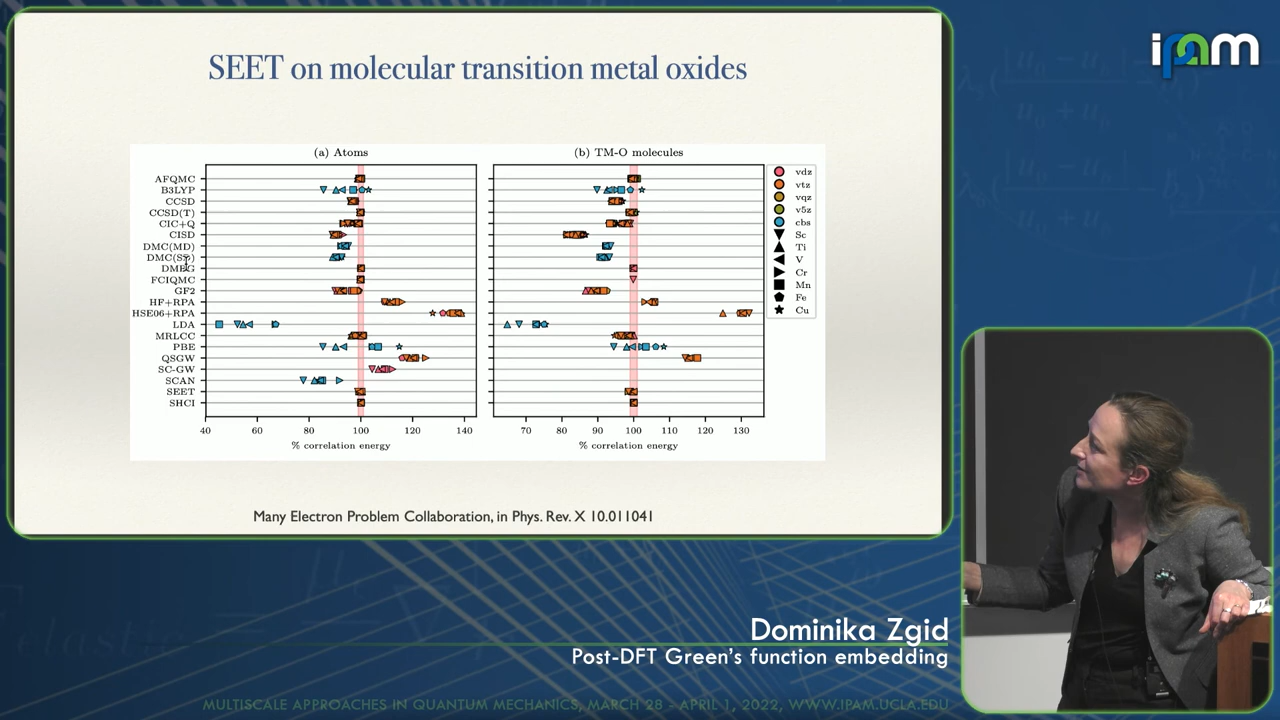 SEET on molecular transition metal oxides
ipam
(a) Atoms
(b) TM-O molecules
AFQMC
B3LYP
CCSD
CCSD(T)
CIC+Q
CISD
DMC(MD)
DMC(SP)
DMRG
FCIQMC
GF2
HF+RPA
HSE06+RPA
LDA
MRLCC
PBE
QSGW
SC-GW
SCAN
SEET
SHCI
40 60 80 100 120 140
% correlation energy
70 80 90 100 110 120 130
% correlation energy
vdz
vtz
vqz
v5z
cbs
Sc
Ti
V
Cr
Mn
Fe
Cu
Many Electron Problem Collaboration, in Phys. Rev. X 10.011041
Dominika Zgid
Post-DFT Green's function embedding
MULTISCALE APPROACHES IN QUANTUM MECHANICS, MARCH 28 - APRIL 1, 2022, WWW.IPAM.UCLA.EDU